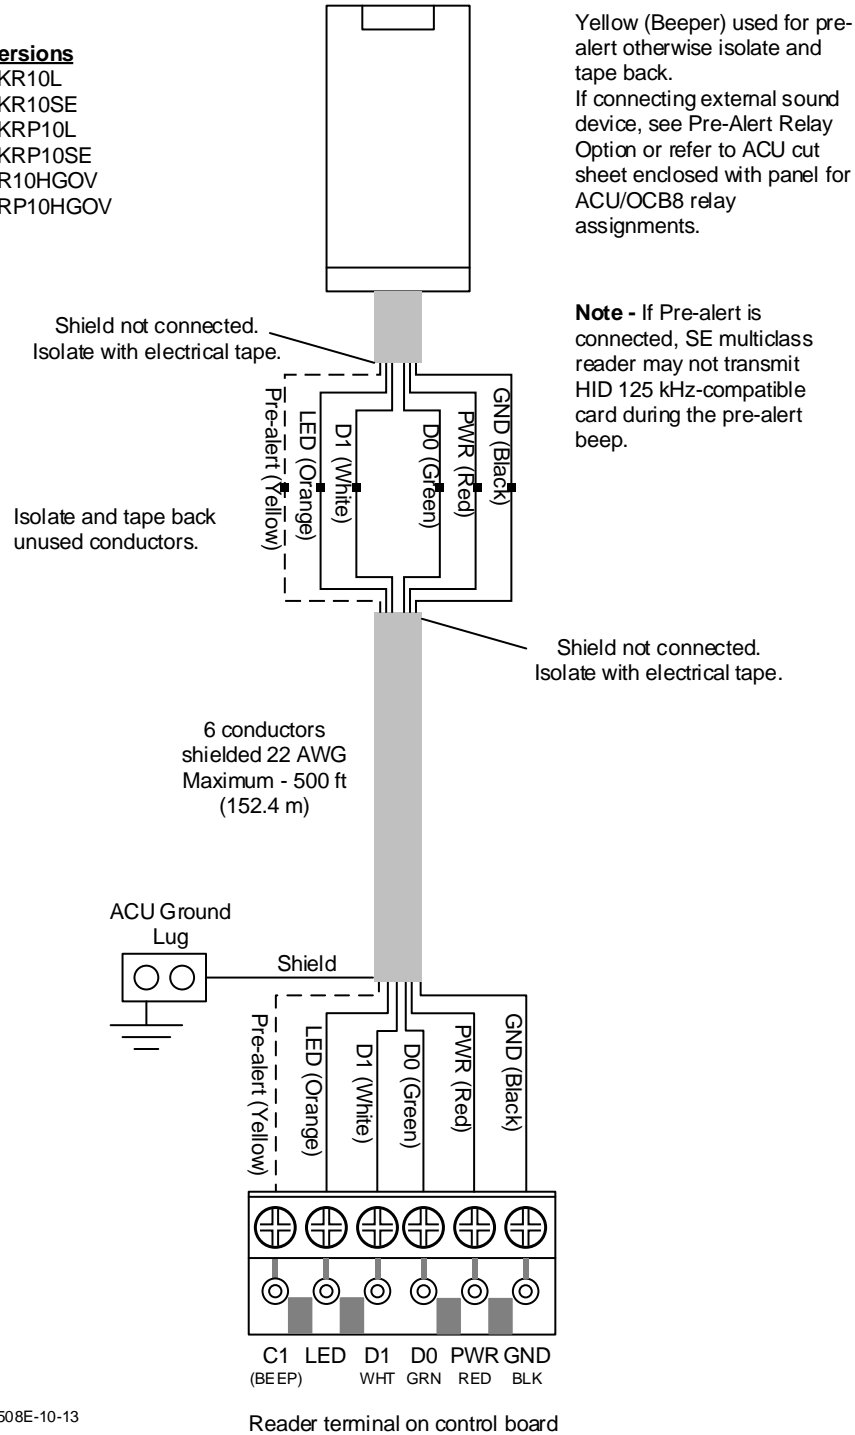 ersions
KR10L
KR10SE
KRP10L
KRP10SE
R10HGOV
RP10HGOV
Yellow (Beeper) used for pre-
alert otherwise isolate and
tape back.
If connecting external sound
device, see Pre-Alert Relay
Option or refer to ACU cut
sheet enclosed with panel for
ACU/OCB8 relay
assignments.
Shield not connected.
Isolate with electrical tape.
Note - If Pre-alert is
connected, SE multiclass
reader may not transmit
HID 125 kHz-compatible
card during the pre-alert
beep.
Pre-alert (Yellow)
LED (Orange)
D1 (White)
D0 (Green)
PWR (Red)
GND (Black)
Isolate and tape back
unused conductors.
Shield not connected.
Isolate with electrical tape.
6 conductors
shielded 22 AWG
Maximum - 500 ft
(152.4 m)
ACU Ground
Lug
Shield
Pre-alert (Yellow)
LED (Orange)
D1 (White)
D0 (Green)
PWR (Red)
GND (Black)
C1 LED D1 D0 PWR GND
(BEEP) WHT GRN RED BLK
508E-10-13
Reader terminal on control board